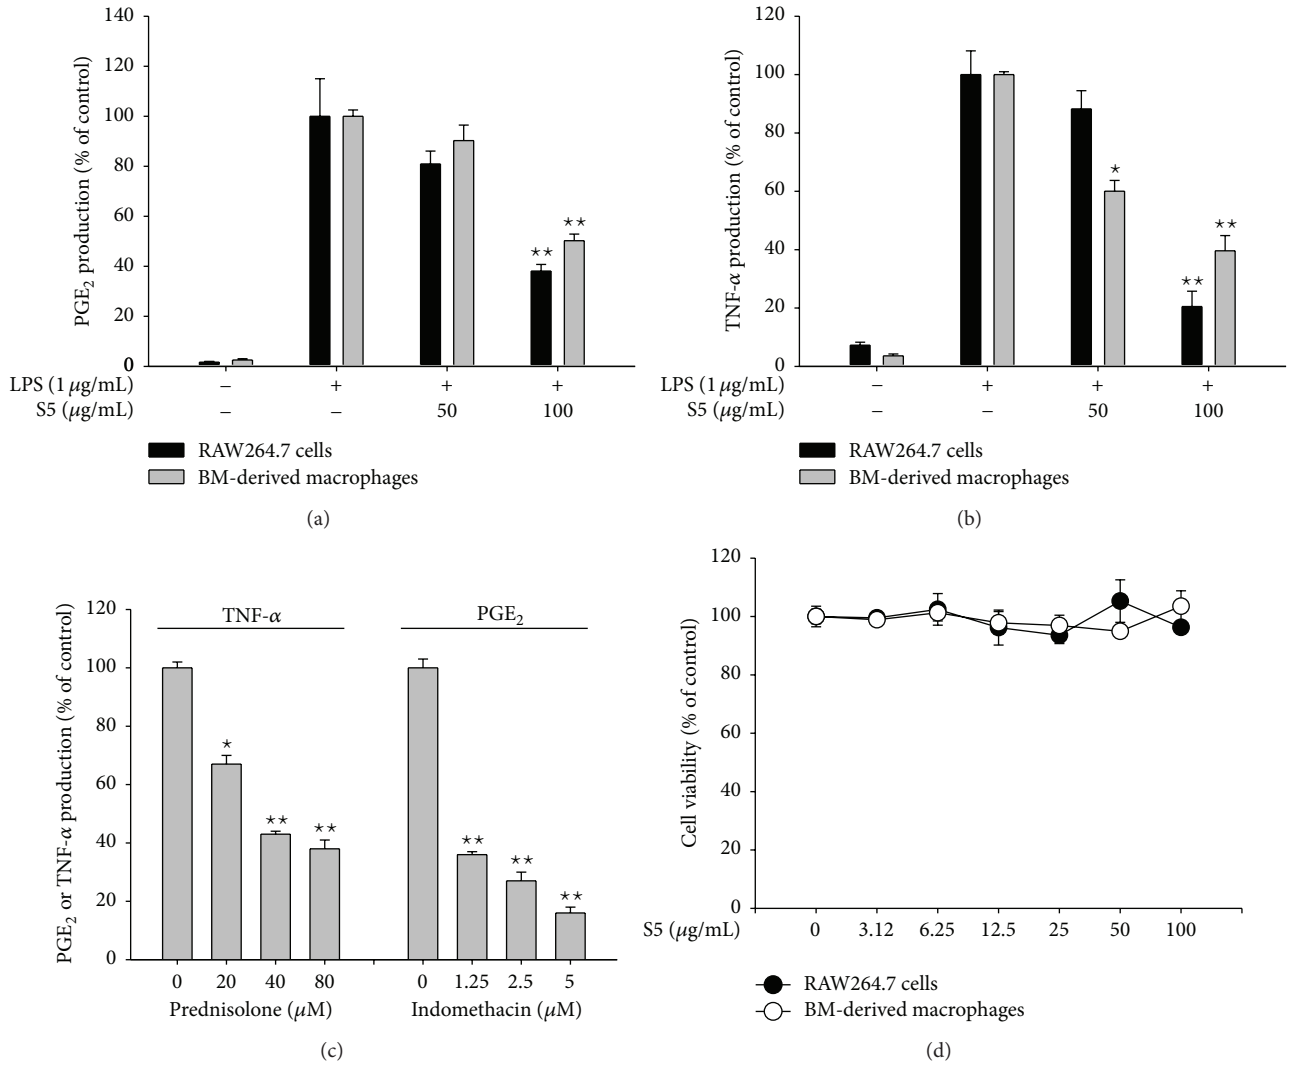 PGE2 production (% of control)
140
120
100
80
60
40
20
0
** **
LPS (1 μg/mL) − + + +
S5 (μg/mL) − − 50 100
RAW264.7 cells
BM-derived macrophages
(a)
TNF-α production (% of control)
120
100
80
60
40
20
0
*
** **
LPS (1 μg/mL) − + + +
S5 (μg/mL) − − 50 100
RAW264.7 cells
BM-derived macrophages
(b)
PGE2 or TNF-α production (% of control)
120
100
80
60
40
20
0
TNF-α PGE2
* ** **
** ** **
0 20 40 80 0 1.25 2.5 5
Prednisolone (μM) Indomethacin (μM)
(c)
Cell viability (% of control)
120
100
80
60
40
20
0
S5 (μg/mL) 0 3.12 6.25 12.5 25 50 100
RAW264.7 cells
BM-derived macrophages
(d)